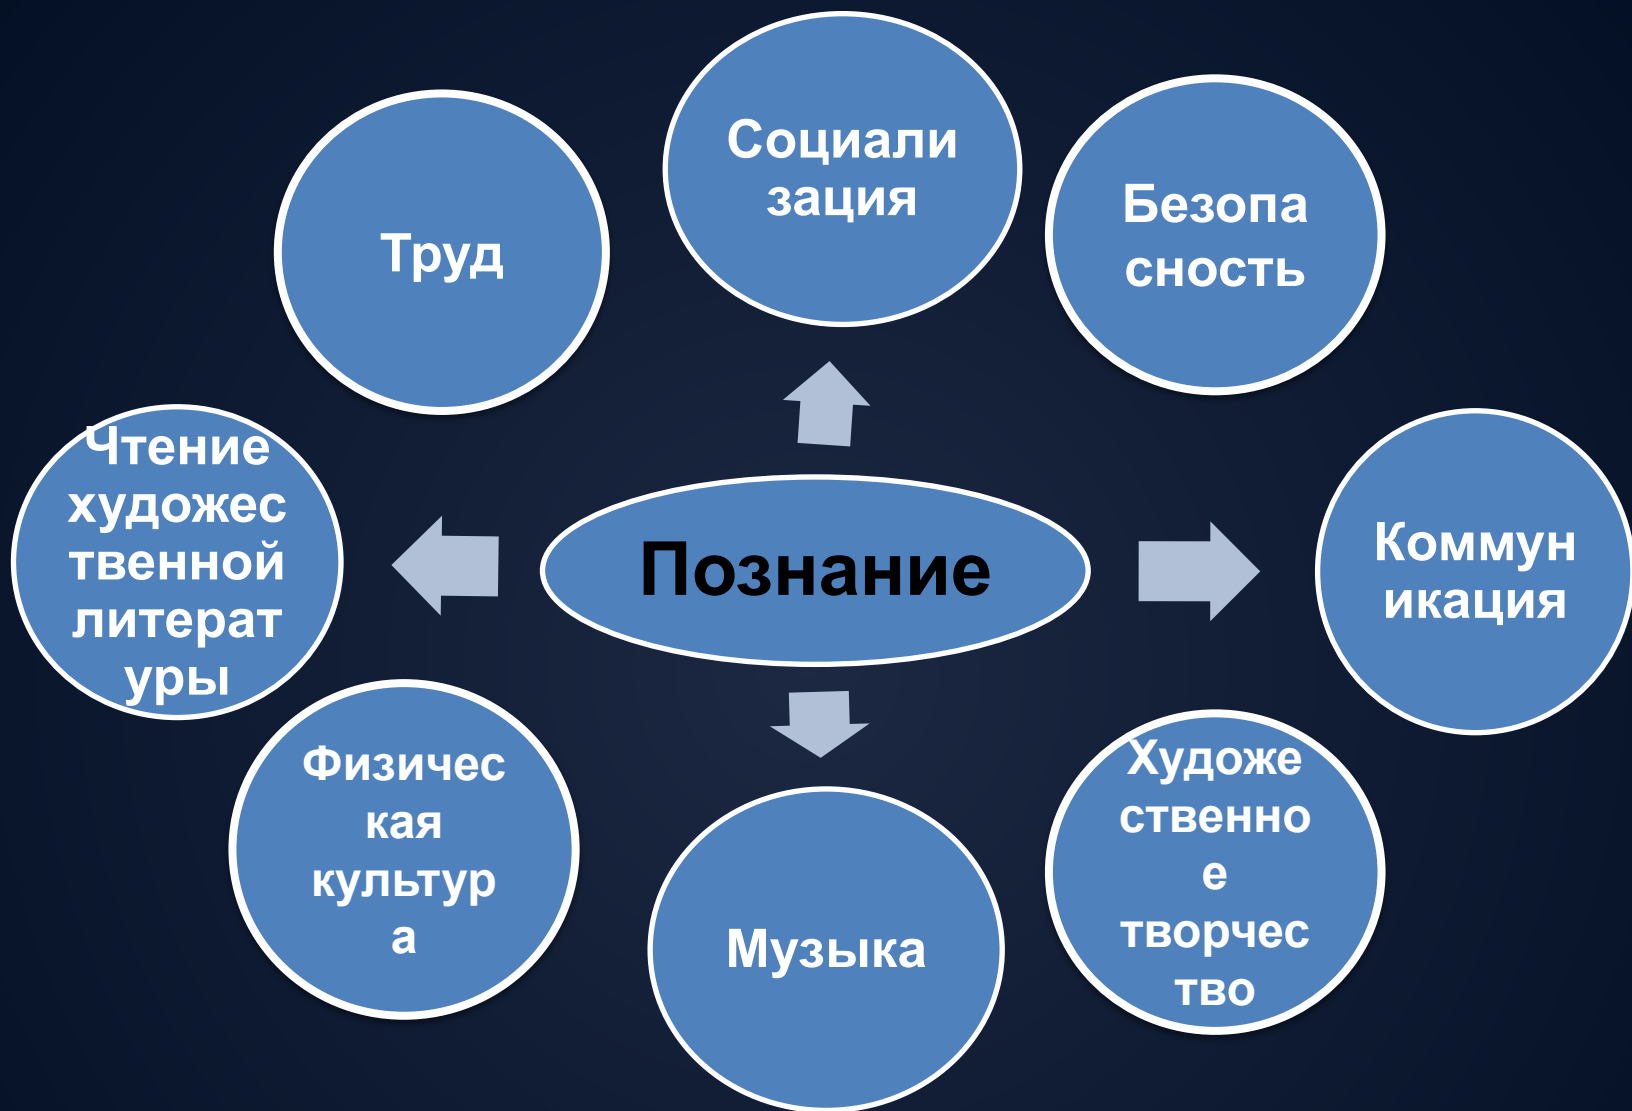 Социали
зация
Безопа
сность
Труд
Чтение
художес
твенной
литерат
уры
Познание
Коммун
икация
Физичес
кая
культур
а
Музыка
Художе
ственно
е
творчес
тво